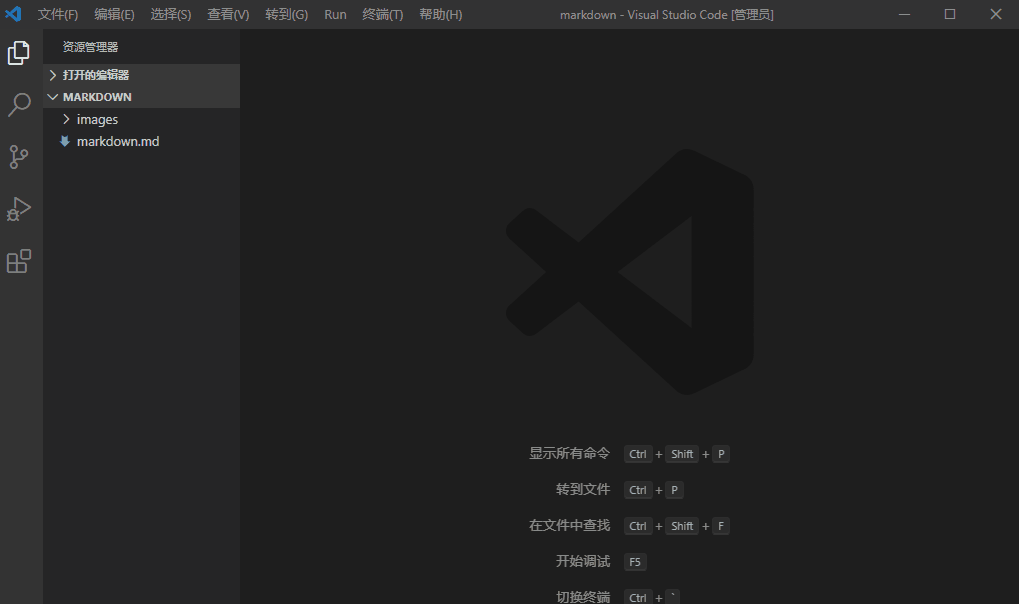 文件(F) 编辑(E) 选择(S) 查看(V) 转到(G) Run 终端(T) 帮助(H) markdown - Visual Studio Code [管理员]
资源管理器
打开的编辑器
MARKDOWN
images
markdown.md
显示所有命令 Ctrl + Shift + P
转到文件 Ctrl + P
在文件中查找 Ctrl + Shift + F
开始调试 F5
切换终端 Ctrl + `